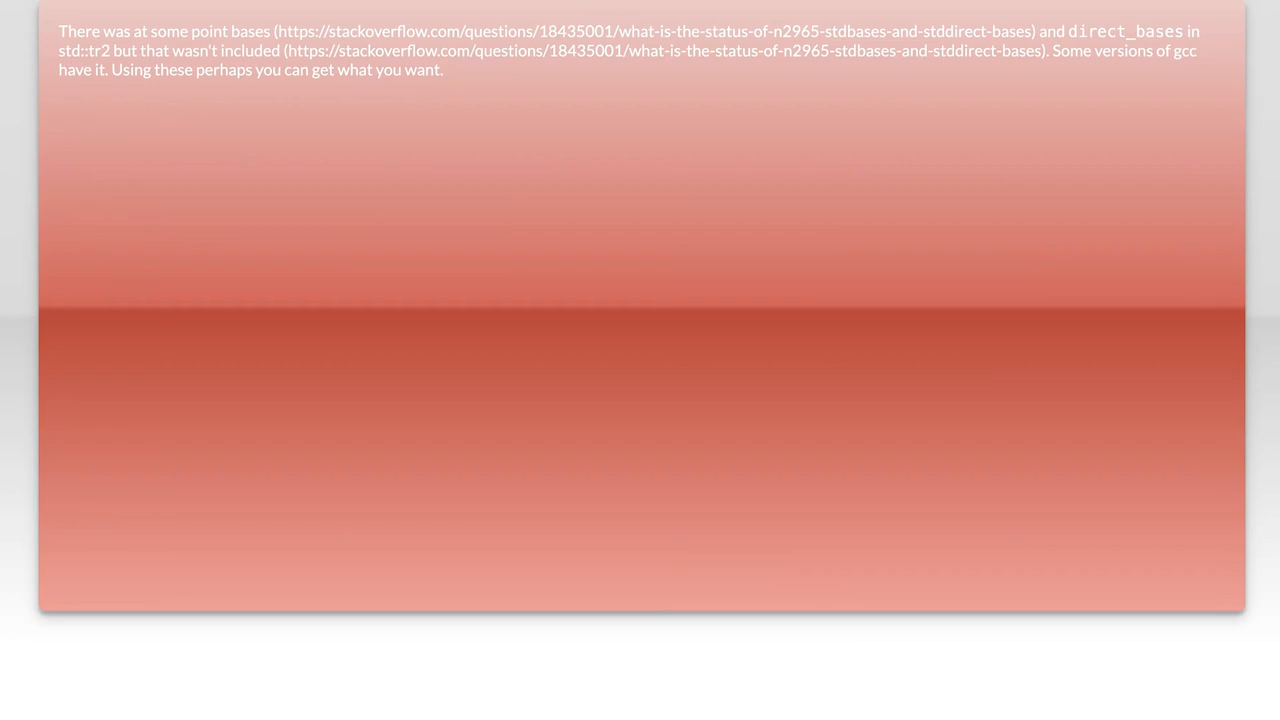 There was at some point bases (https://stackoverflow.com/questions/18435001/what-is-the-status-of-n2965-stdbases-and-stddirect-bases) and direct_bases in
std::tr2 but that wasn't included (https://stackoverflow.com/questions/18435001/what-is-the-status-of-n2965-stdbases-and-stddirect-bases). Some versions of gcc
have it. Using these perhaps you can get what you want.